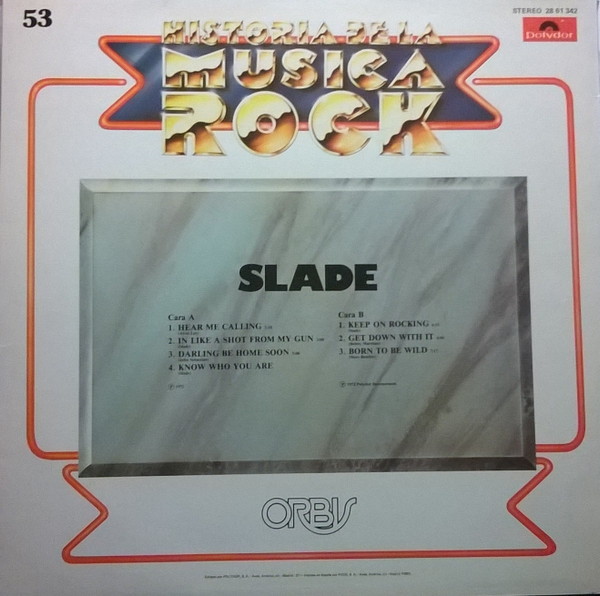 53
STEREO 28 61 342
polydor
HISTORIA DE LA
MUSICA
ROCK
SLADE
Cara A
1. HEAR ME CALLING
2. IN LIKE A SHOT FROM MY GUN
3. DARLING BE HOME SOON
4. KNOW WHO YOU ARE
Cara B
1. KEEP ON ROCKING
2. GET DOWN WITH IT
3. BORN TO BE WILD
ORBIS